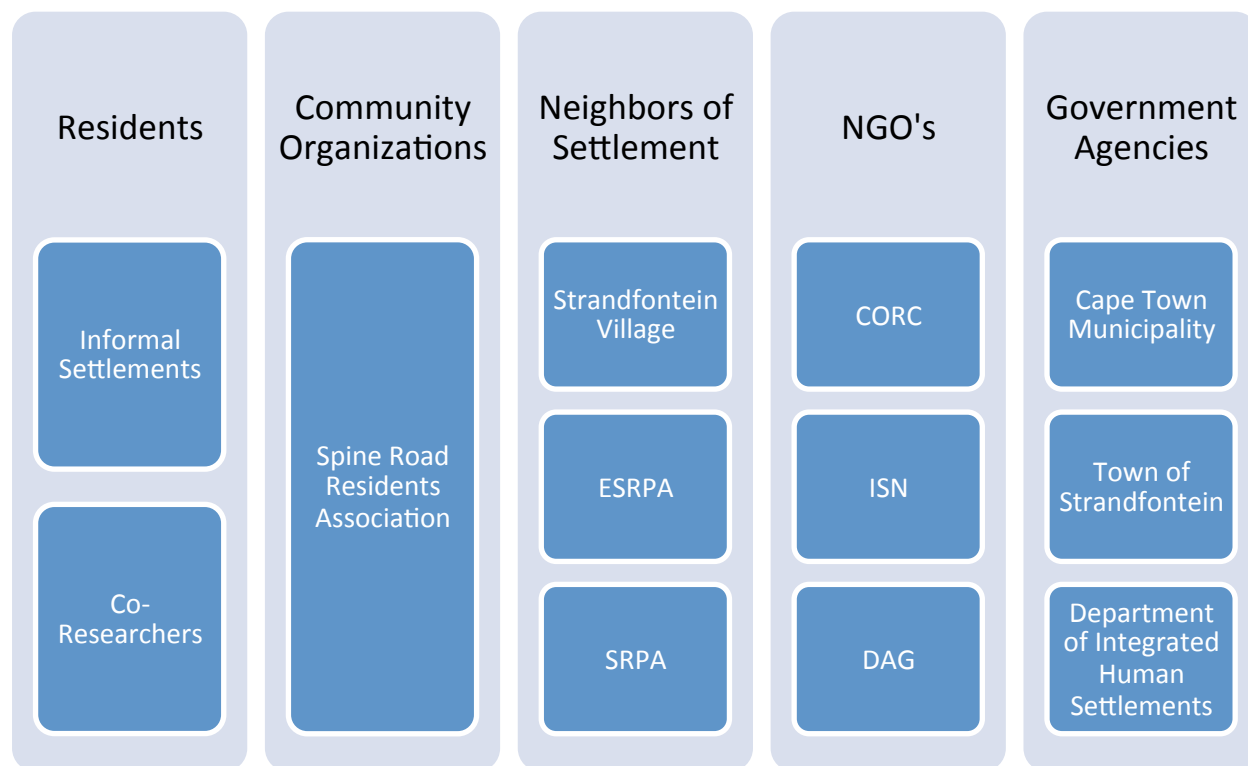 Residents
Informal
Settlements
Co-
Researchers
Community
Organizations
Spine Road
Residents
Association
Neighbors of
Settlement
Strandfontein
Village
ESRPA
SRPA
NGO's
CORC
ISN
DAG
Government
Agencies
Cape Town
Municipality
Town of
Strandfontein
Department
of Integrated
Human
Settlements